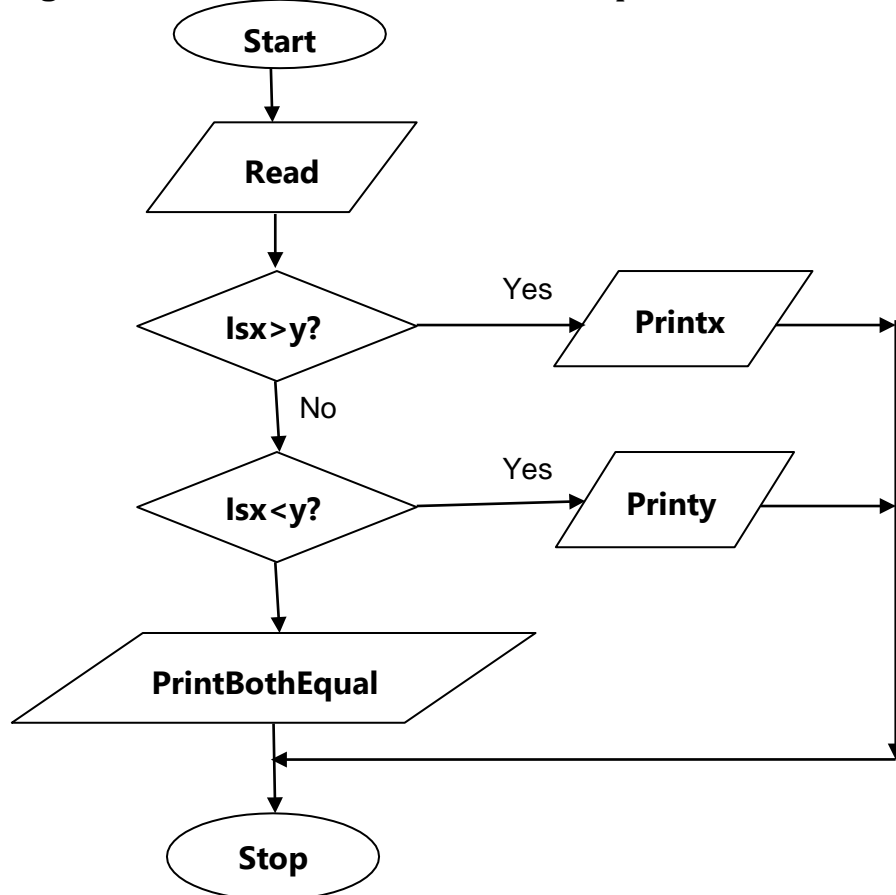 Start
Read
Isx>y?
Yes
Printx
No
Isx<y?
Yes
Printy
PrintBothEqual
Stop